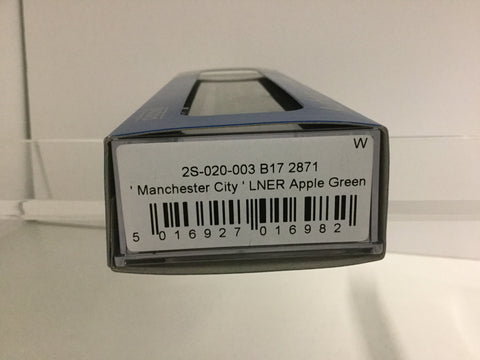 W
2S-020-003 B17 2871
' Manchester City ' LNER Apple Green
5 016927 016982